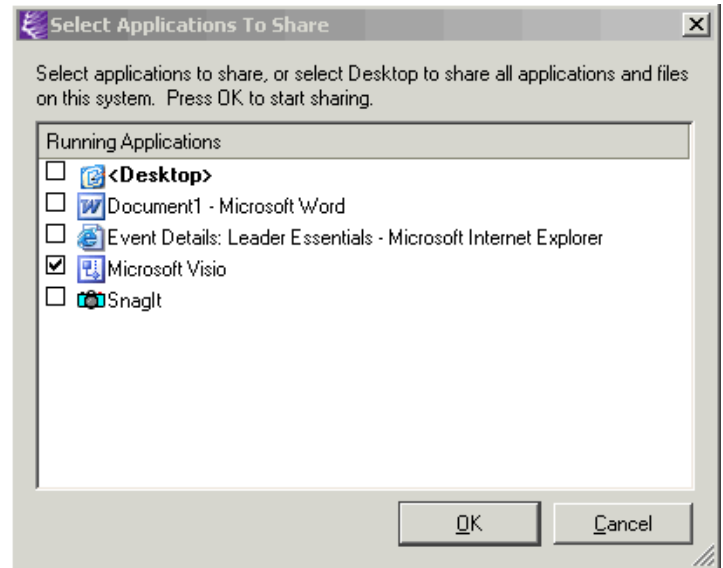 Select Applications To Share
Select applications to share, or select Desktop to share all applications and files
on this system. Press OK to start sharing.
Running Applications
<Desktop>
Document1 - Microsoft Word
Event Details: Leader Essentials - Microsoft Internet Explorer
Microsoft Visio
SnagIt
OK Cancel